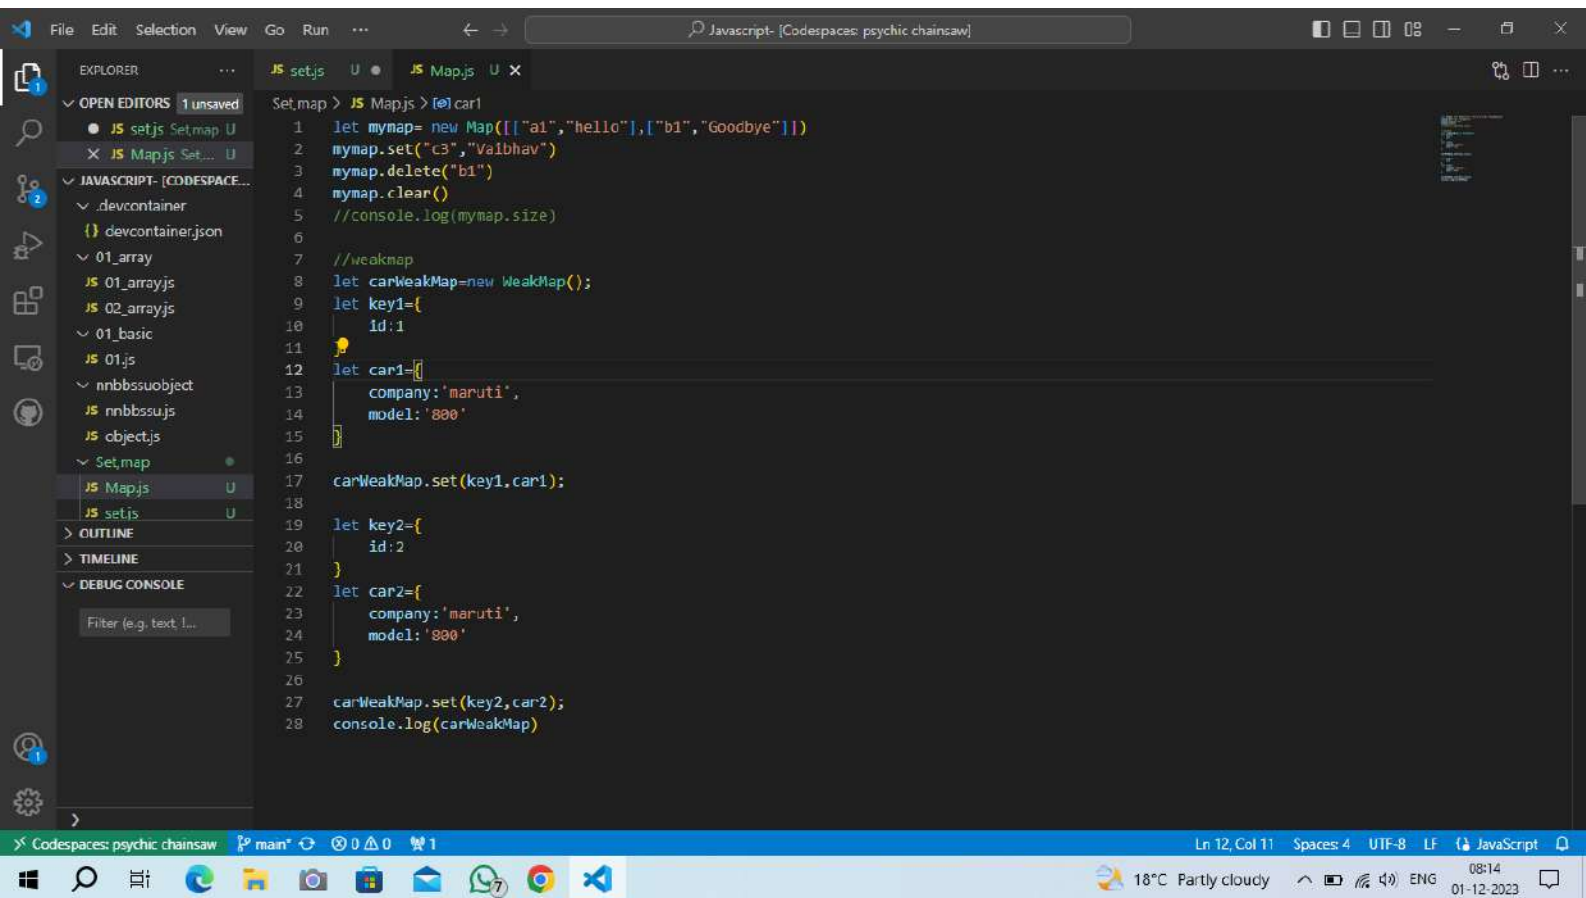 File Edit Selection View Go Run ··· Javascript- [Codespaces: psychic chainsaw]
EXPLORER ···
JS set.js U JS Map.js U
OPEN EDITORS 1 unsaved
JS set.js Set,map U
JS Map.js Set,... U
JAVASCRIPT- [CODESPACE...
.devcontainer
{} devcontainer.json
01_array
JS 01_array.js
JS 02_array.js
01_basic
JS 01.js
nnbbssuobject
JS nnbbssu.js
JS object.js
Set,map
JS Map.js U
JS set.js U
OUTLINE
TIMELINE
DEBUG CONSOLE
Filter (e.g. text, !...
Set,map > JS Map.js > car1
1 let mymap= new Map([["a1","hello"],["b1","Goodbye"]])
2 mymap.set("c3","Vaibhav")
3 mymap.delete("b1")
4 mymap.clear()
5 //console.log(mymap.size)
6
7 //weakmap
8 let carWeakMap=new WeakMap();
9 let key1={
10 id:1
11 }
12 let car1={
13 company:'maruti',
14 model:'800'
15 }
16
17 carWeakMap.set(key1,car1);
18
19 let key2={
20 id:2
21 }
22 let car2={
23 company:'maruti',
24 model:'800'
25 }
26
27 carWeakMap.set(key2,car2);
28 console.log(carWeakMap)
Codespaces: psychic chainsaw main* 0 0 1 Ln 12, Col 11 Spaces: 4 UTF-8 LF JavaScript
18°C Partly cloudy ENG 08:14
01-12-2023